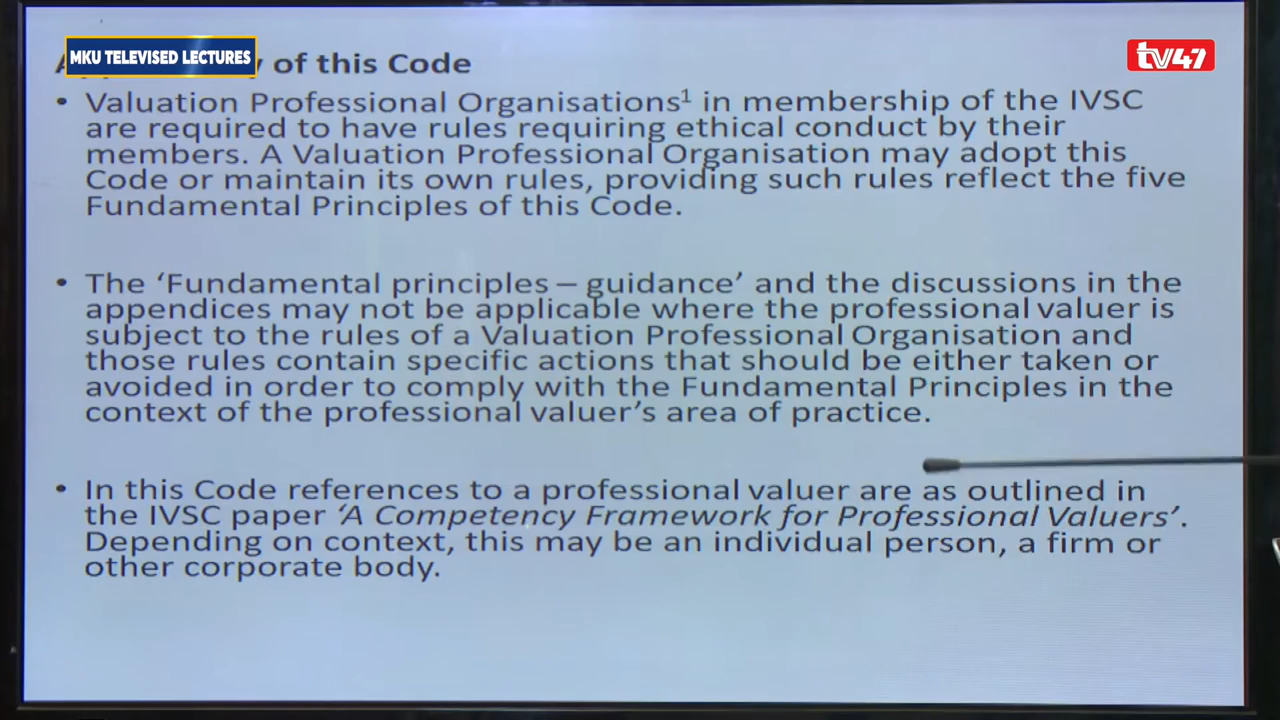 MKU TELEVISED LECTURES
tv47
of this Code
• Valuation Professional Organisations¹ in membership of the IVSC
are required to have rules requiring ethical conduct by their
members. A Valuation Professional Organisation may adopt this
Code or maintain its own rules, providing such rules reflect the five
Fundamental Principles of this Code.
• The ‘Fundamental principles – guidance’ and the discussions in the
appendices may not be applicable where the professional valuer is
subject to the rules of a Valuation Professional Organisation and
those rules contain specific actions that should be either taken or
avoided in order to comply with the Fundamental Principles in the
context of the professional valuer’s area of practice.
• In this Code references to a professional valuer are as outlined in
the IVSC paper ‘A Competency Framework for Professional Valuers’.
Depending on context, this may be an individual person, a firm or
other corporate body.